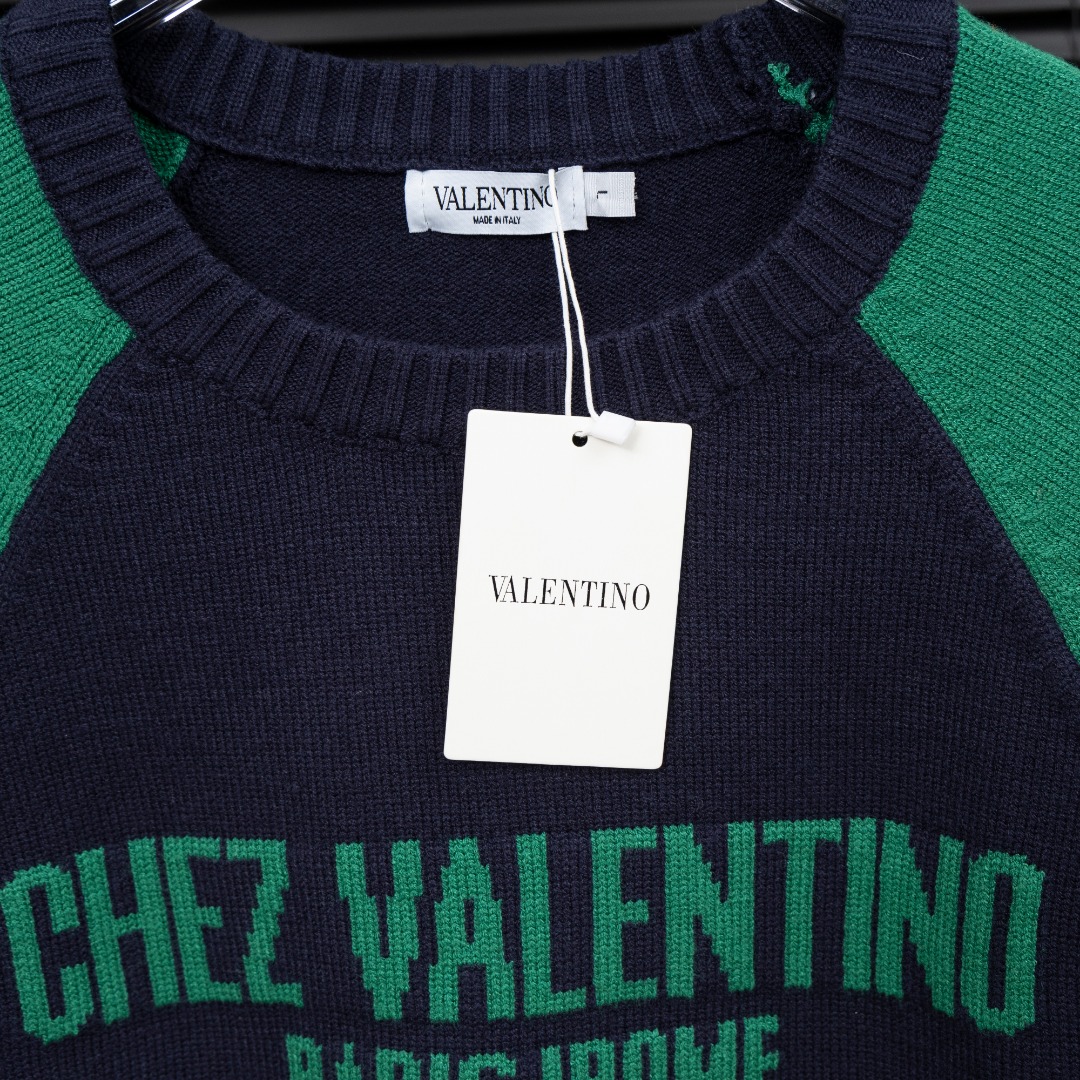 VALENTINO
MADE IN ITALY
L
VALENTINO
CHEZ VALENTINO